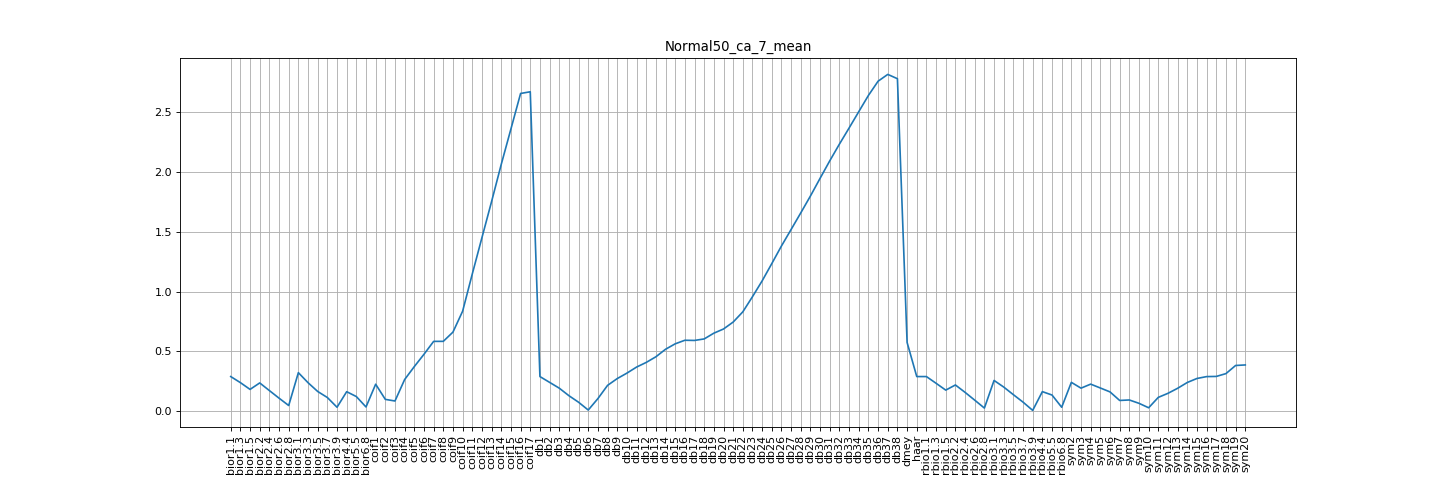 Normal50_ca_7_mean
2.5
2.0
1.5
1.0
0.5
0.0
bior1.1
bior1.3
bior1.5
bior2.2
bior2.4
bior2.6
bior2.8
bior3.1
bior3.3
bior3.5
bior3.7
bior3.9
bior4.4
bior5.5
bior6.8
coif1
coif2
coif3
coif4
coif5
coif6
coif7
coif8
coif9
coif10
coif11
coif12
coif13
coif14
coif15
coif16
coif17
db1
db2
db3
db4
db5
db6
db7
db8
db9
db10
db11
db12
db13
db14
db15
db16
db17
db18
db19
db20
db21
db22
db23
db24
db25
db26
db27
db28
db29
db30
db31
db32
db33
db34
db35
db36
db37
db38
dmey
haar
rbio1.1
rbio1.3
rbio1.5
rbio2.2
rbio2.4
rbio2.6
rbio2.8
rbio3.1
rbio3.3
rbio3.5
rbio3.7
rbio3.9
rbio4.4
rbio5.5
rbio6.8
sym2
sym3
sym4
sym5
sym6
sym7
sym8
sym9
sym10
sym11
sym12
sym13
sym14
sym15
sym16
sym17
sym18
sym19
sym20